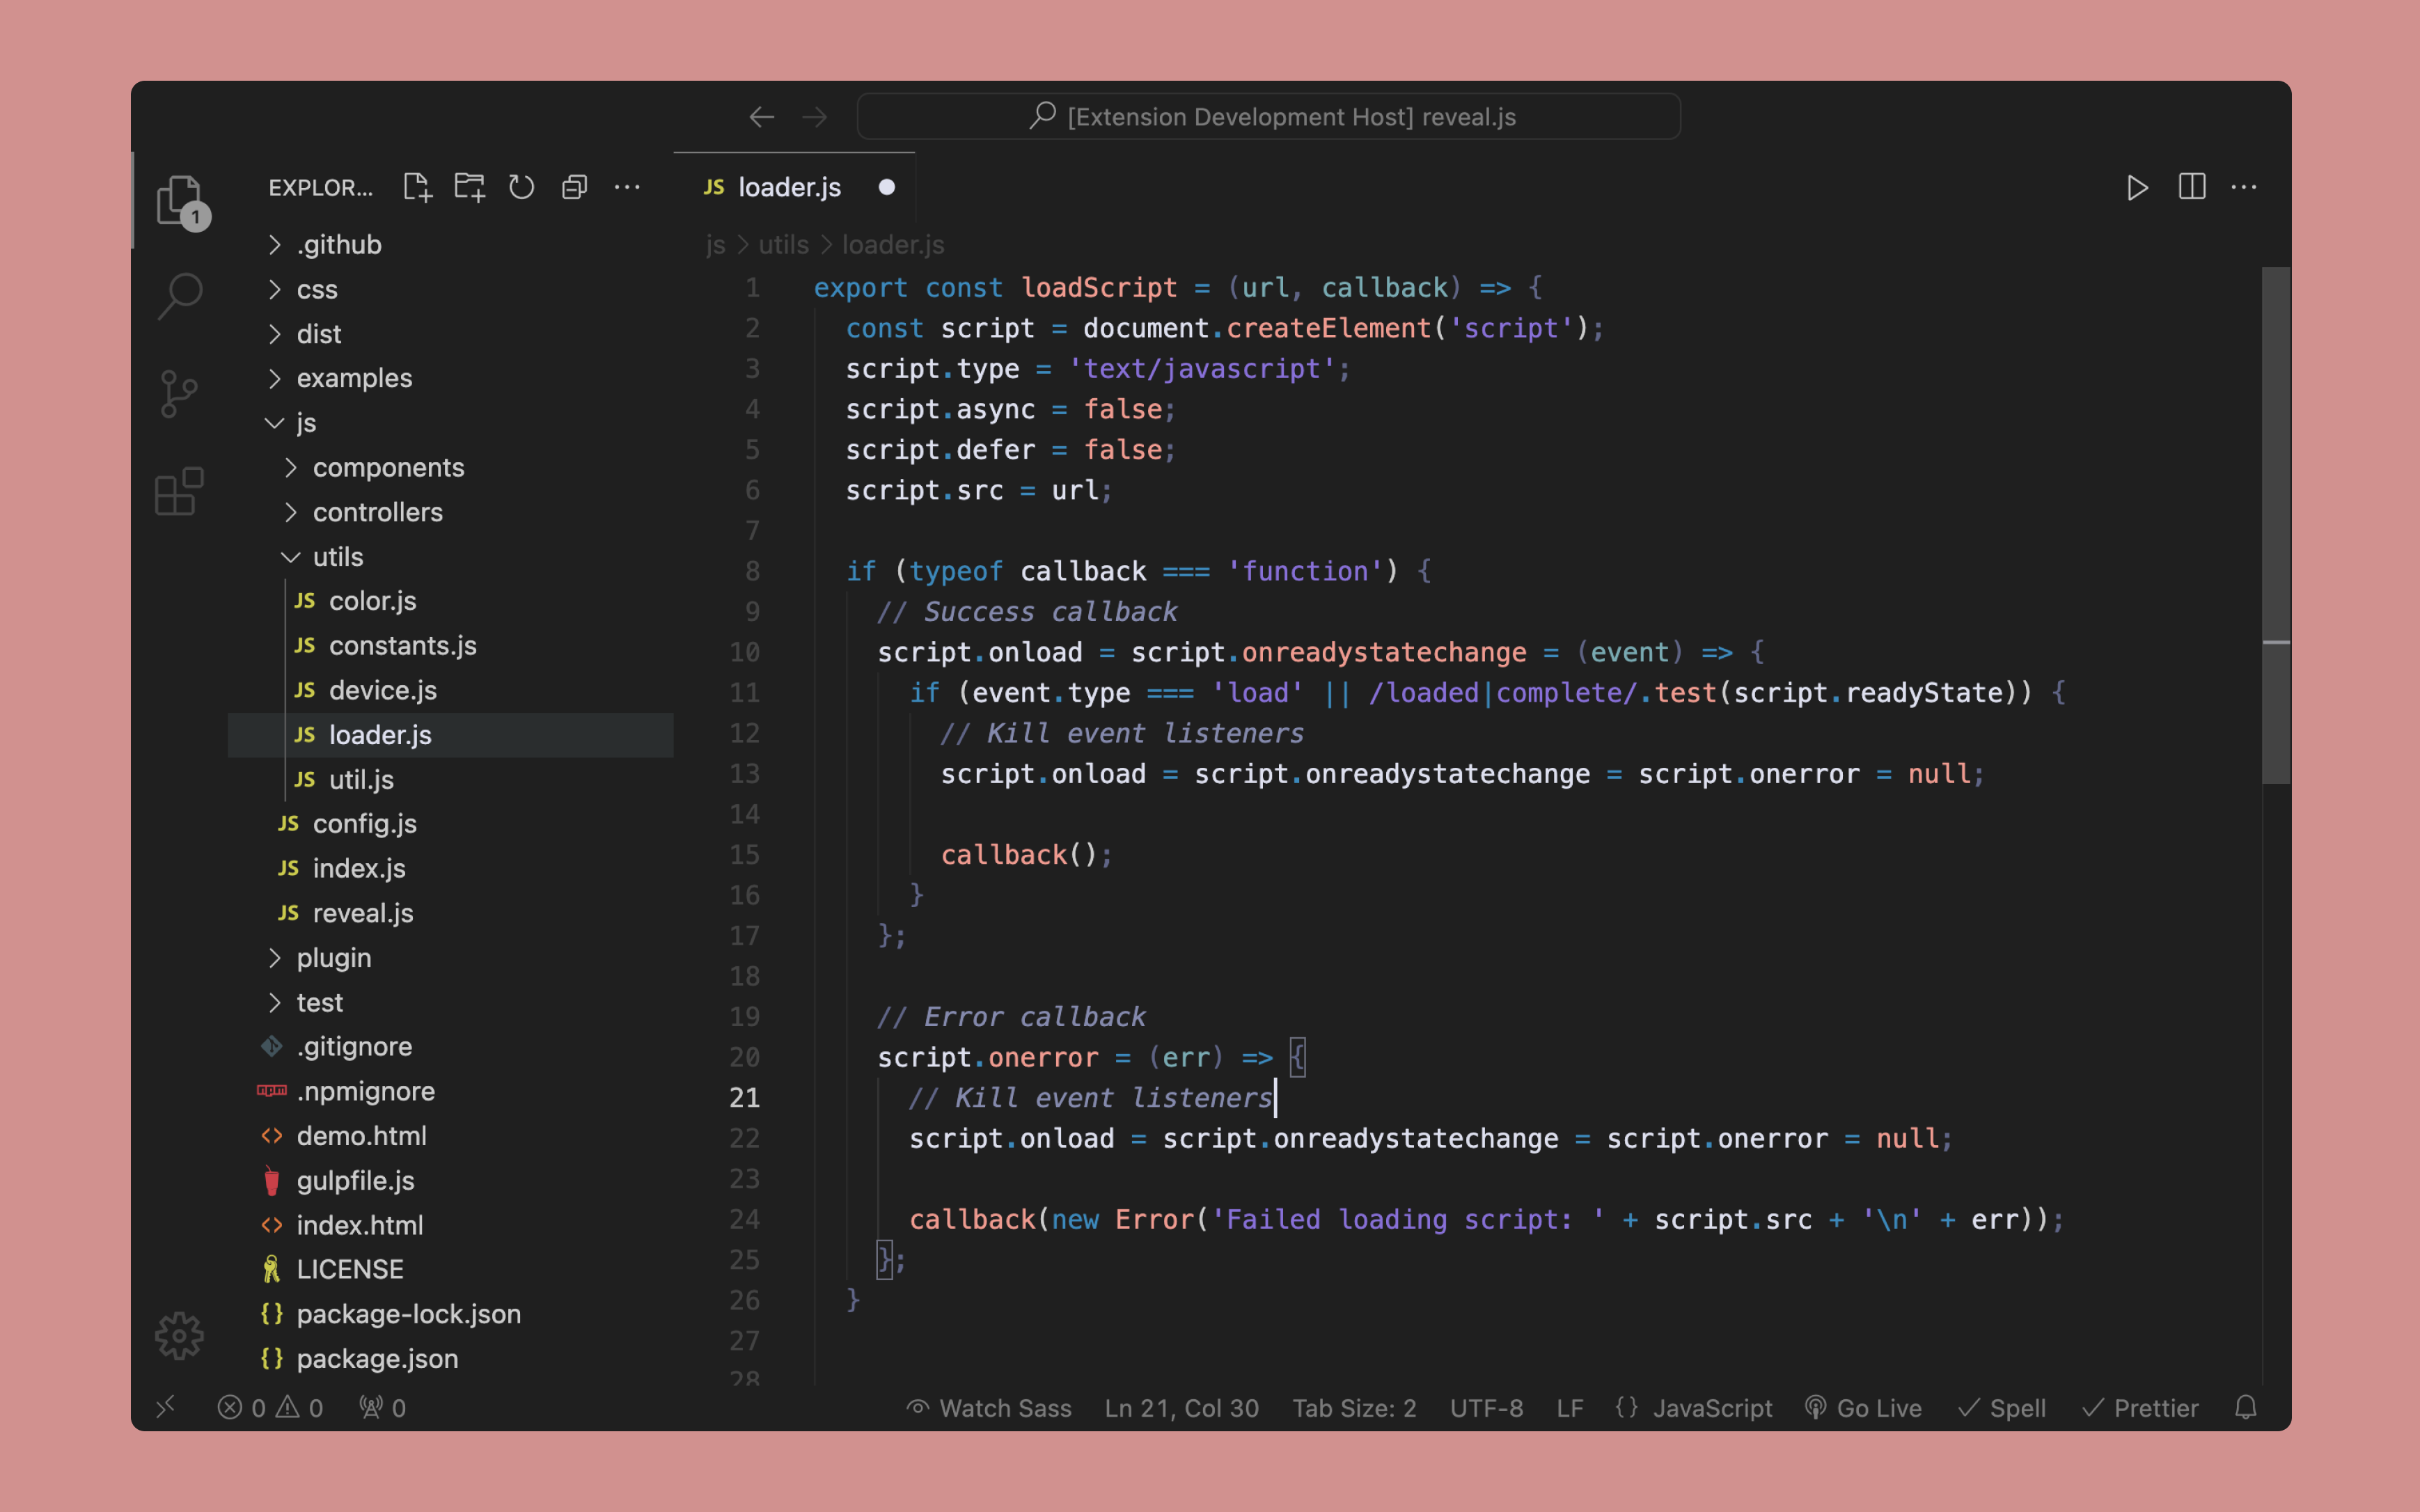 [Extension Development Host] reveal.js
1
EXPLOR...
.github
css
dist
examples
js
components
controllers
utils
JS color.js
JS constants.js
JS device.js
JS loader.js
JS util.js
JS config.js
JS index.js
JS reveal.js
plugin
test
.gitignore
npm .npmignore
<> demo.html
gulpfile.js
<> index.html
LICENSE
{} package-lock.json
{} package.json
JS loader.js
js > utils > loader.js
1 export const loadScript = (url, callback) => {
2 const script = document.createElement('script');
3 script.type = 'text/javascript';
4 script.async = false;
5 script.defer = false;
6 script.src = url;
7
8 if (typeof callback === 'function') {
9 // Success callback
10 script.onload = script.onreadystatechange = (event) => {
11 if (event.type === 'load' || /loaded|complete/.test(script.readyState)) {
12 // Kill event listeners
13 script.onload = script.onreadystatechange = script.onerror = null;
14
15 callback();
16 }
17 };
18
19 // Error callback
20 script.onerror = (err) => {
21 // Kill event listeners
22 script.onload = script.onreadystatechange = script.onerror = null;
23
24 callback(new Error('Failed loading script: ' + script.src + '\n' + err));
25 };
26 }
27
28
0 0 0 Watch Sass Ln 21, Col 30 Tab Size: 2 UTF-8 LF {} JavaScript Go Live Spell Prettier